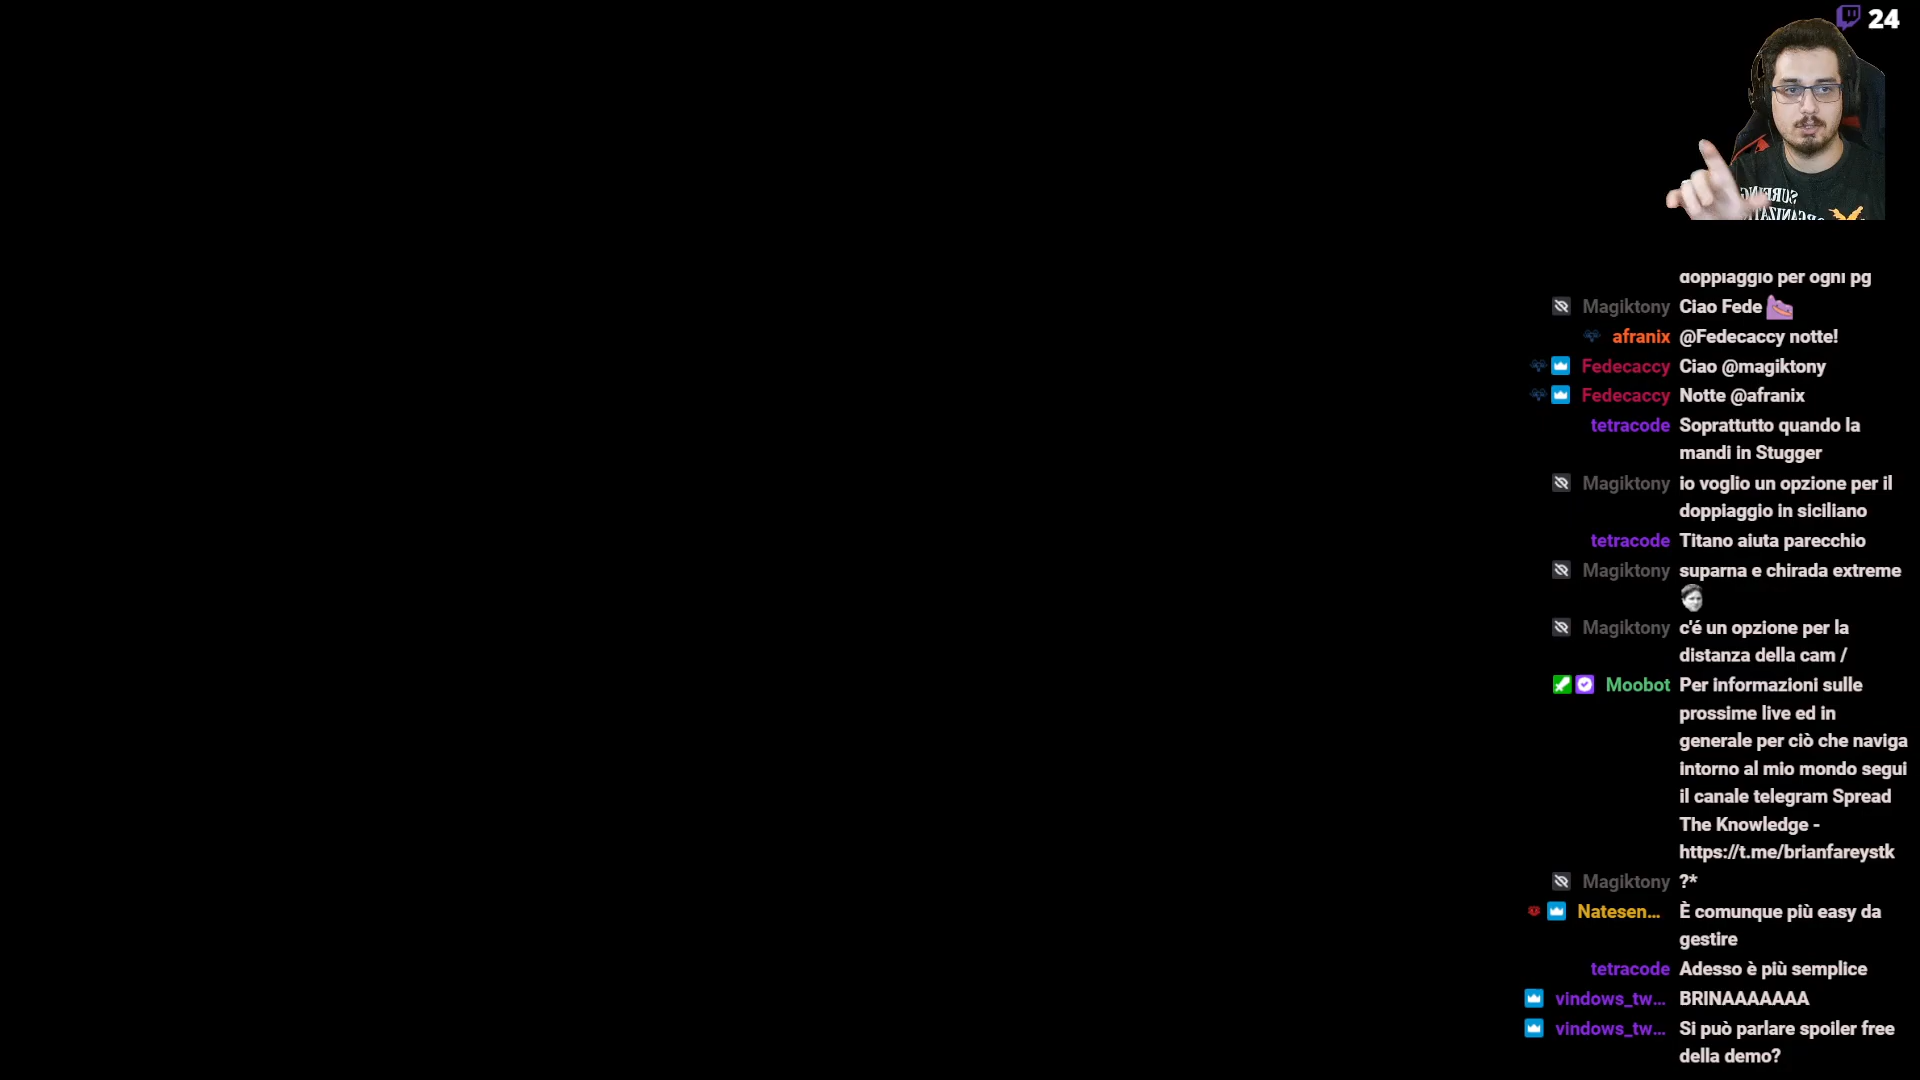 24
doppiaggio per ogni pg
Magiktony Ciao Fede
afranix @Fedecaccy notte!
Fedecaccy Ciao @magiktony
Fedecaccy Notte @afranix
tetracode Soprattutto quando la
mandi in Stugger
Magiktony io voglio un opzione per il
doppiaggio in siciliano
tetracode Titano aiuta parecchio
Magiktony suparna e chirada extreme
Magiktony c'é un opzione per la
distanza della cam /
Moobot Per informazioni sulle
prossime live ed in
generale per ciò che naviga
intorno al mio mondo segui
il canale telegram Spread
The Knowledge -
https://t.me/brianfareystk
Magiktony ?*
Natesen... È comunque più easy da
gestire
tetracode Adesso è più semplice
vindows_tw... BRINAAAAAAA
vindows_tw... Si può parlare spoiler free
della demo?